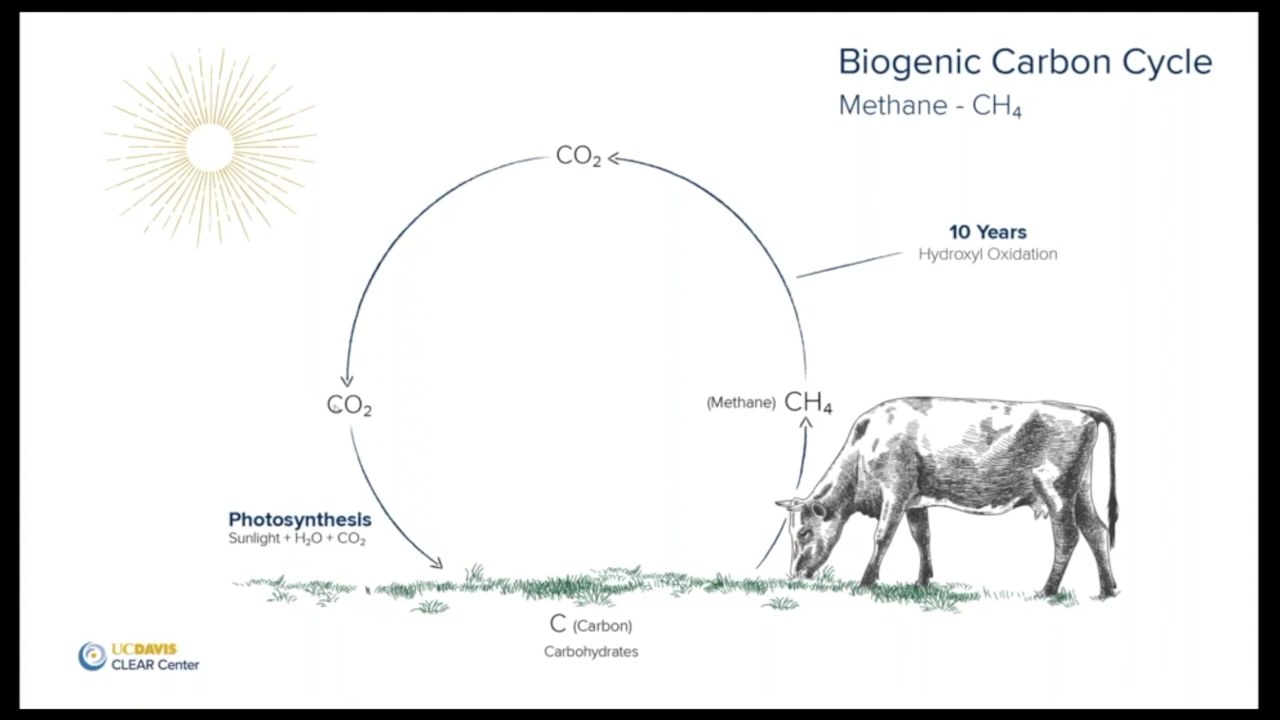 Biogenic Carbon Cycle
Methane - CH₄
CO₂
10 Years
Hydroxyl Oxidation
CO₂
(Methane) CH₄
Photosynthesis
Sunlight + H₂O + CO₂
C (Carbon)
Carbohydrates
UCDAVIS
CLEAR Center